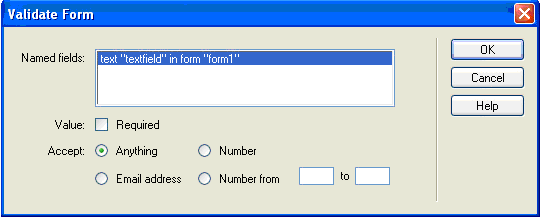 Validate Form
Named fields: text "textfield" in form "form1"
OK
Cancel
Help
Value: Required
Accept: Anything Number
Email address Number from to